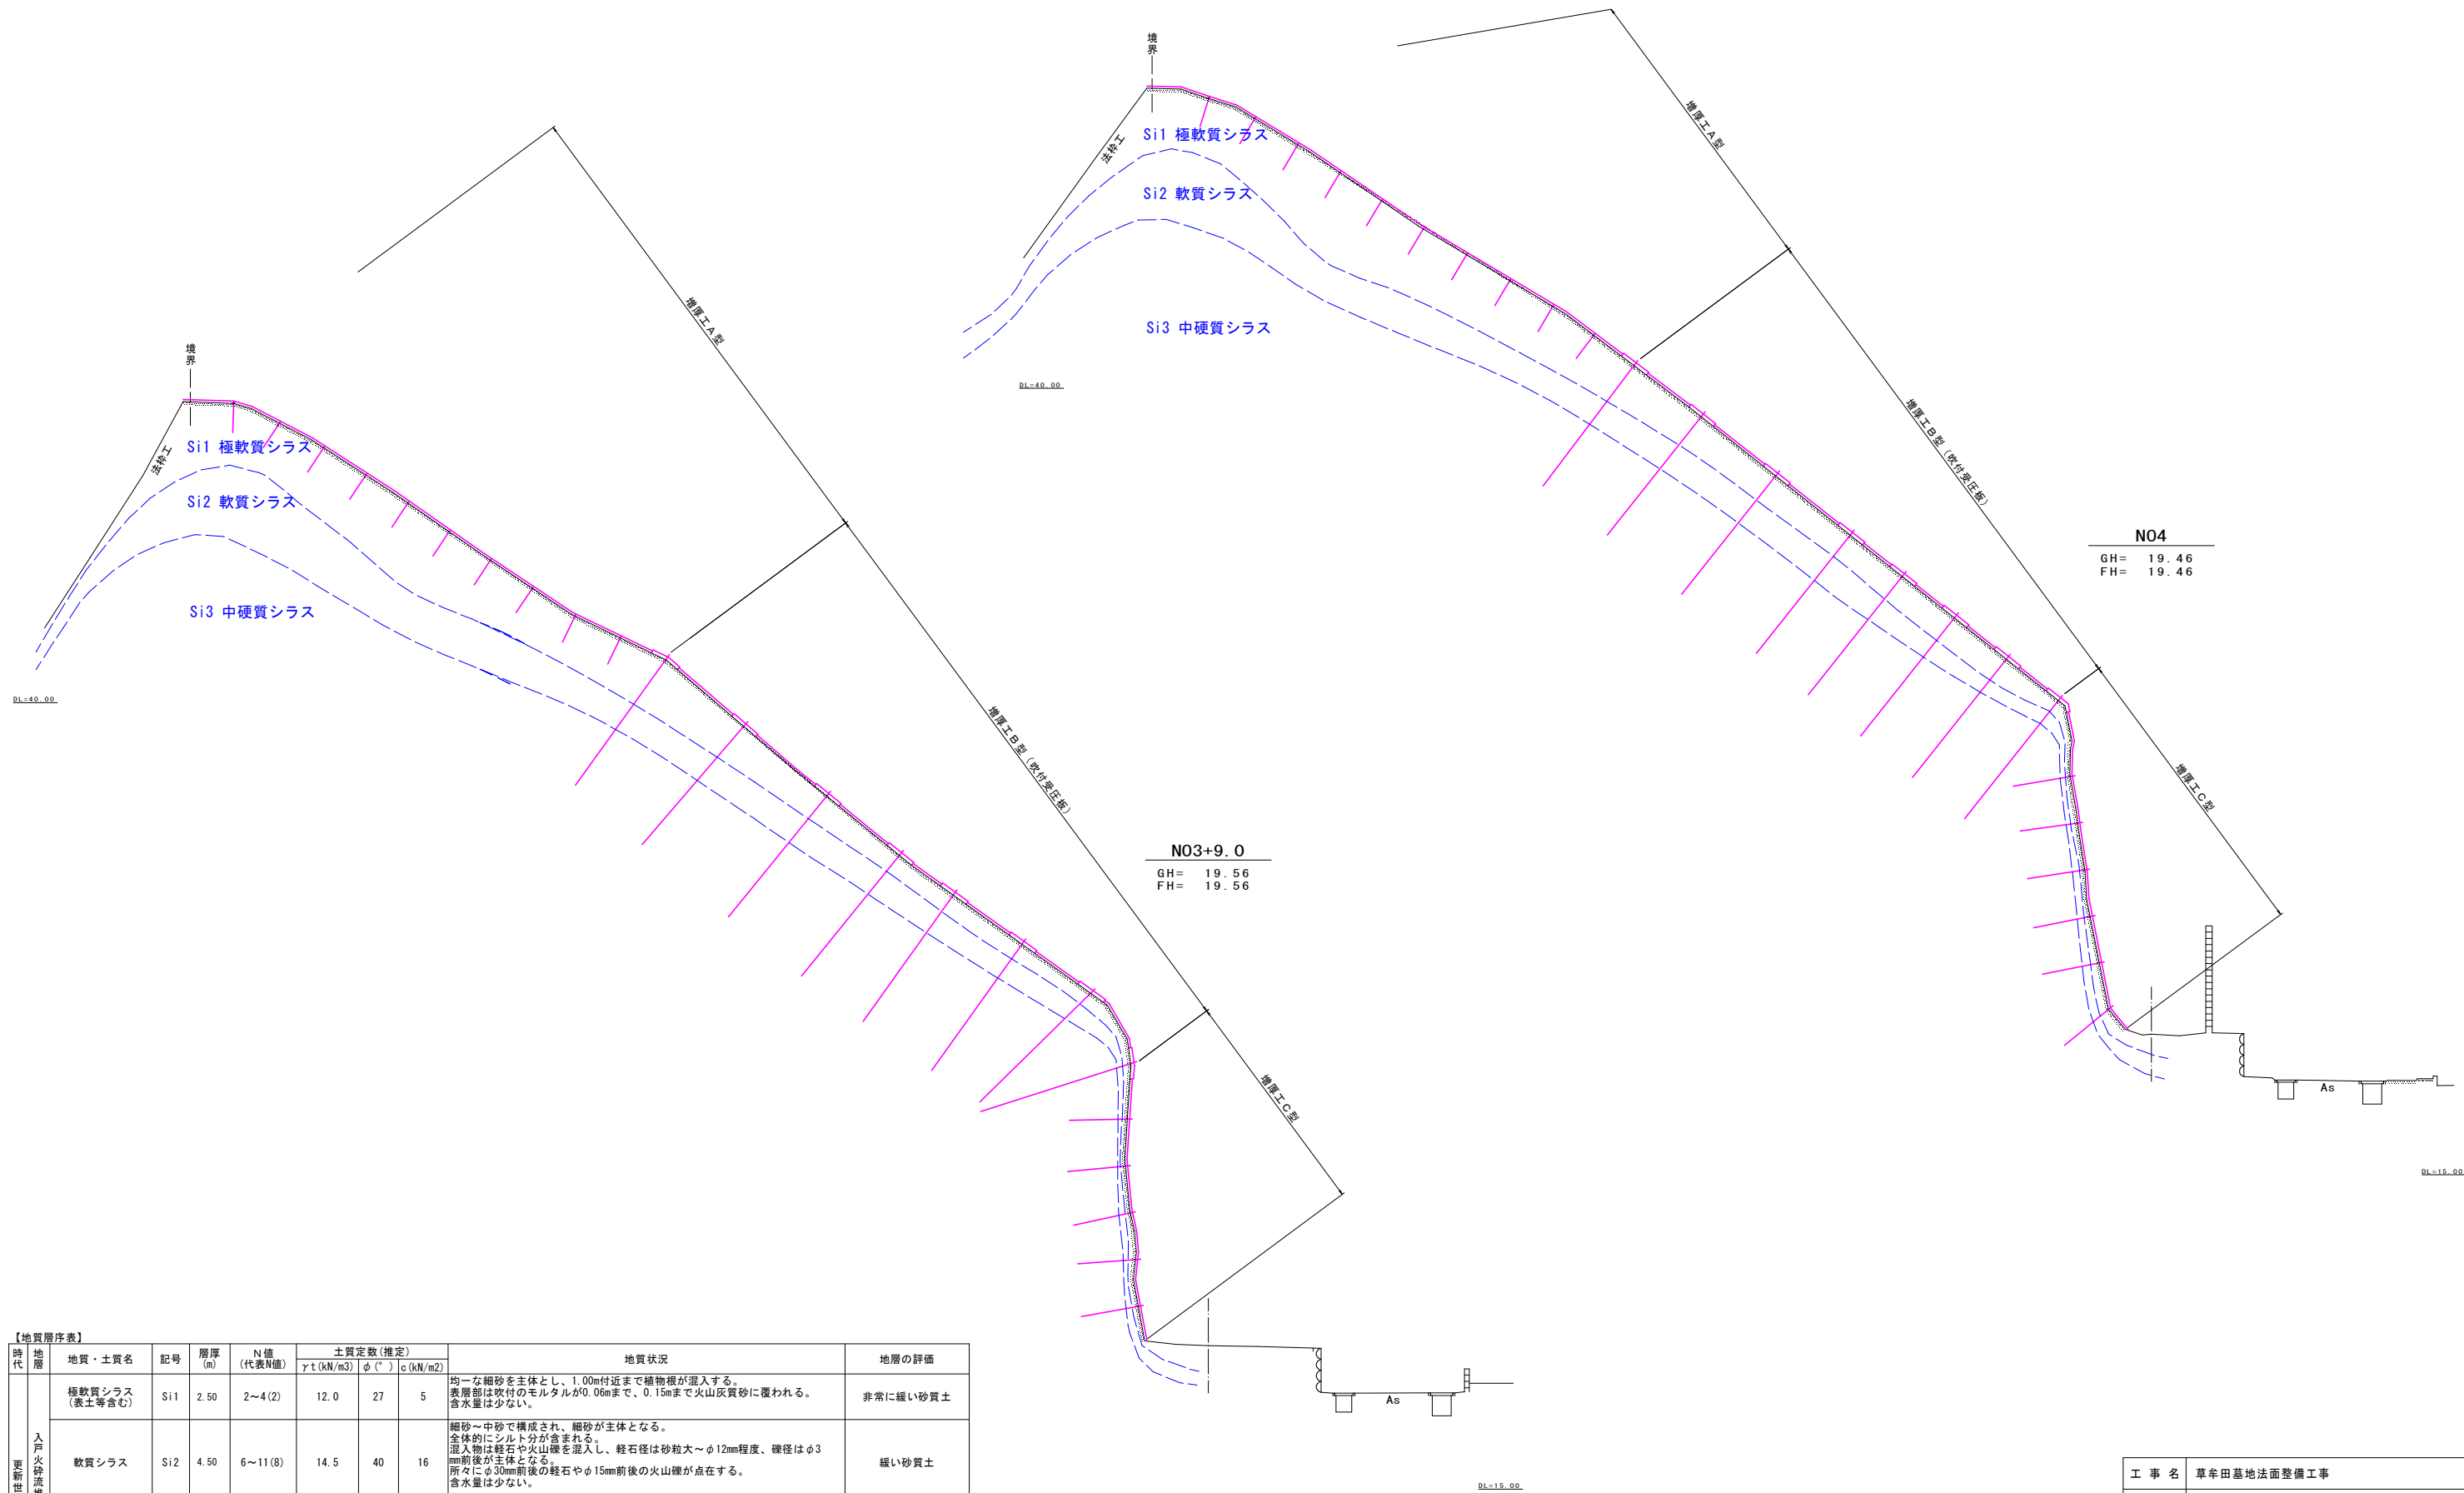 境界
法枠工
Si1 極軟質シラス
Si2 軟質シラス
Si3 中硬質シラス
DL=40.00
増厚工A型
増厚工B型（吹付受圧板）
増厚工C型
NO3+9.0
GH= 19.56
FH= 19.56
As
DL=15.00
境界
法枠工
Si1 極軟質シラス
Si2 軟質シラス
Si3 中硬質シラス
DL=40.00
増厚工A型
増厚工B型（吹付受圧板）
増厚工C型
NO4
GH= 19.46
FH= 19.46
As
DL=15.00
【地質層序表】
時代 地層 地質・土質名 記号 層厚(m) N値(代表N値) 土質定数(推定) 地質状況 地層の評価
γt(kN/m3) φ(°) c(kN/m2)
更新世
入戸火砕流
極軟質シラス
(表土等含む)
Si1 2.50 2～4(2) 12.0 27 5
均一な細砂を主体とし、1.00m付近まで植物根が混入する。
表層部は吹付のモルタルが0.06mまで、0.15mまで火山灰質砂に覆われる。
含水量は少ない。
非常に緩い砂質土
軟質シラス Si2 4.50 6～11(8) 14.5 40 16
細砂～中砂で構成され、細砂が主体となる。
全体的にシルト分が含まれる。
混入物は軽石や火山礫を混入し、軽石径は砂粒大～φ12mm程度、礫径はφ3
mm前後が主体となる。
所々にφ30mm前後の軽石やφ15mm前後の火山礫が点在する。
含水量は少ない。
緩い砂質土
工事名 草牟田墓地法面整備工事